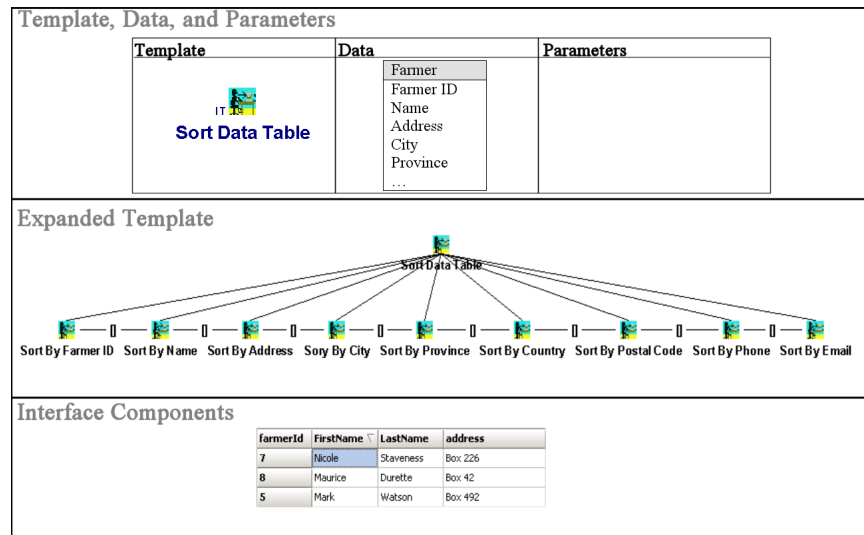 Template, Data, and Parameters
Template Data Parameters
Farmer
Farmer ID
Name
Address
City
Province
...
IT
Sort Data Table
Expanded Template
Sort Data Table
[] [] [] [] [] [] [] []
Sort By Farmer ID Sort By Name Sort By Address Sory By City Sort By Province Sort By Country Sort By Postal Code Sort By Phone Sort By Email
Interface Components
farmerId FirstName LastName address
7 Nicole Staveness Box 226
8 Maurice Durette Box 42
5 Mark Watson Box 492